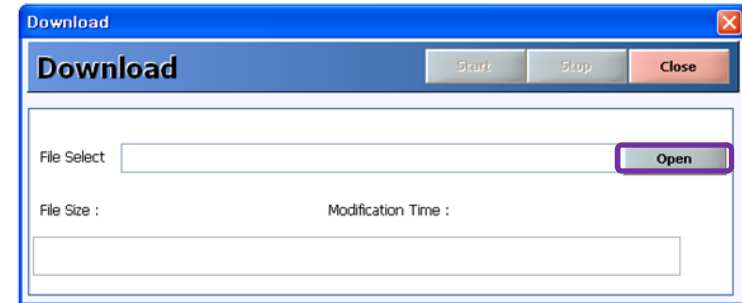 Download
Download Start Stop Close
File Select Open
File Size : Modification Time :